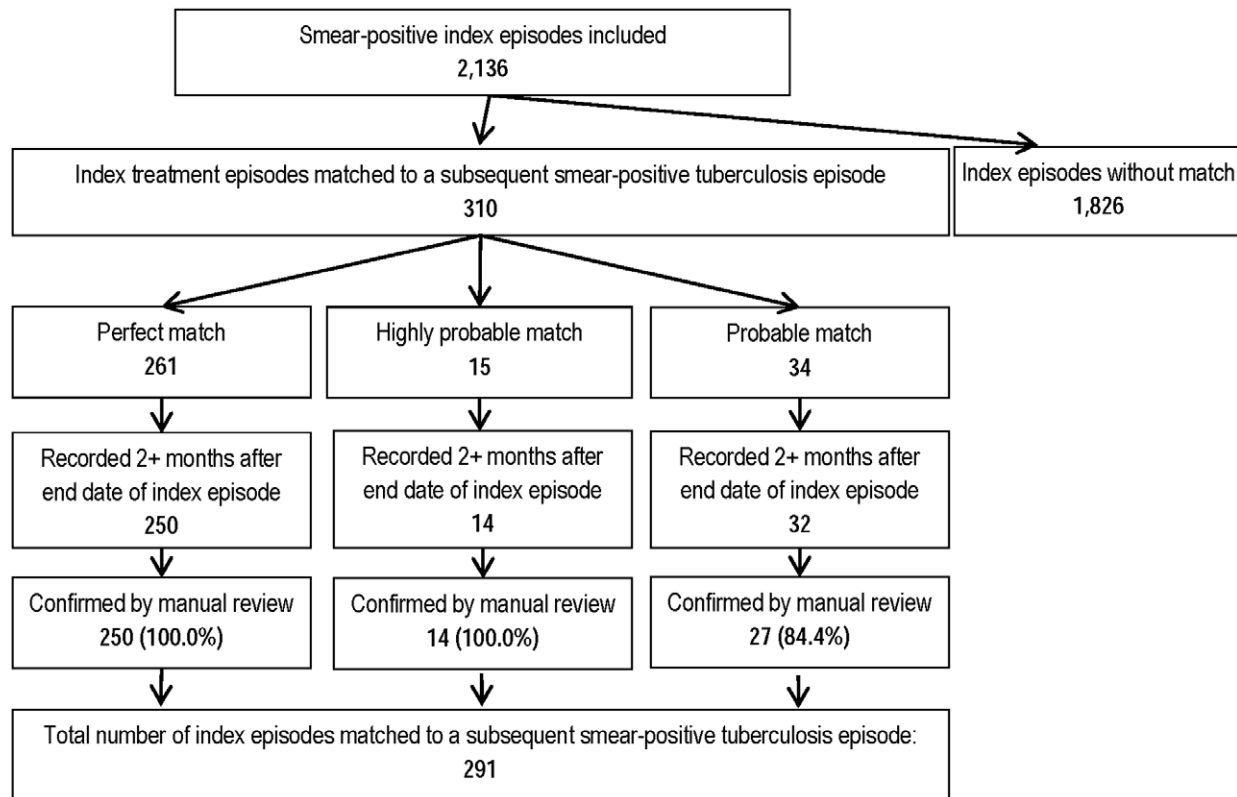 Smear-positive index episodes included
2,136
Index treatment episodes matched to a subsequent smear-positive tuberculosis episode
310
Index episodes without match
1,826
Perfect match
261
Highly probable match
15
Probable match
34
Recorded 2+ months after
end date of index episode
250
Recorded 2+ months after
end date of index episode
14
Recorded 2+ months after
end date of index episode
32
Confirmed by manual review
250 (100.0%)
Confirmed by manual review
14 (100.0%)
Confirmed by manual review
27 (84.4%)
Total number of index episodes matched to a subsequent smear-positive tuberculosis episode:
291